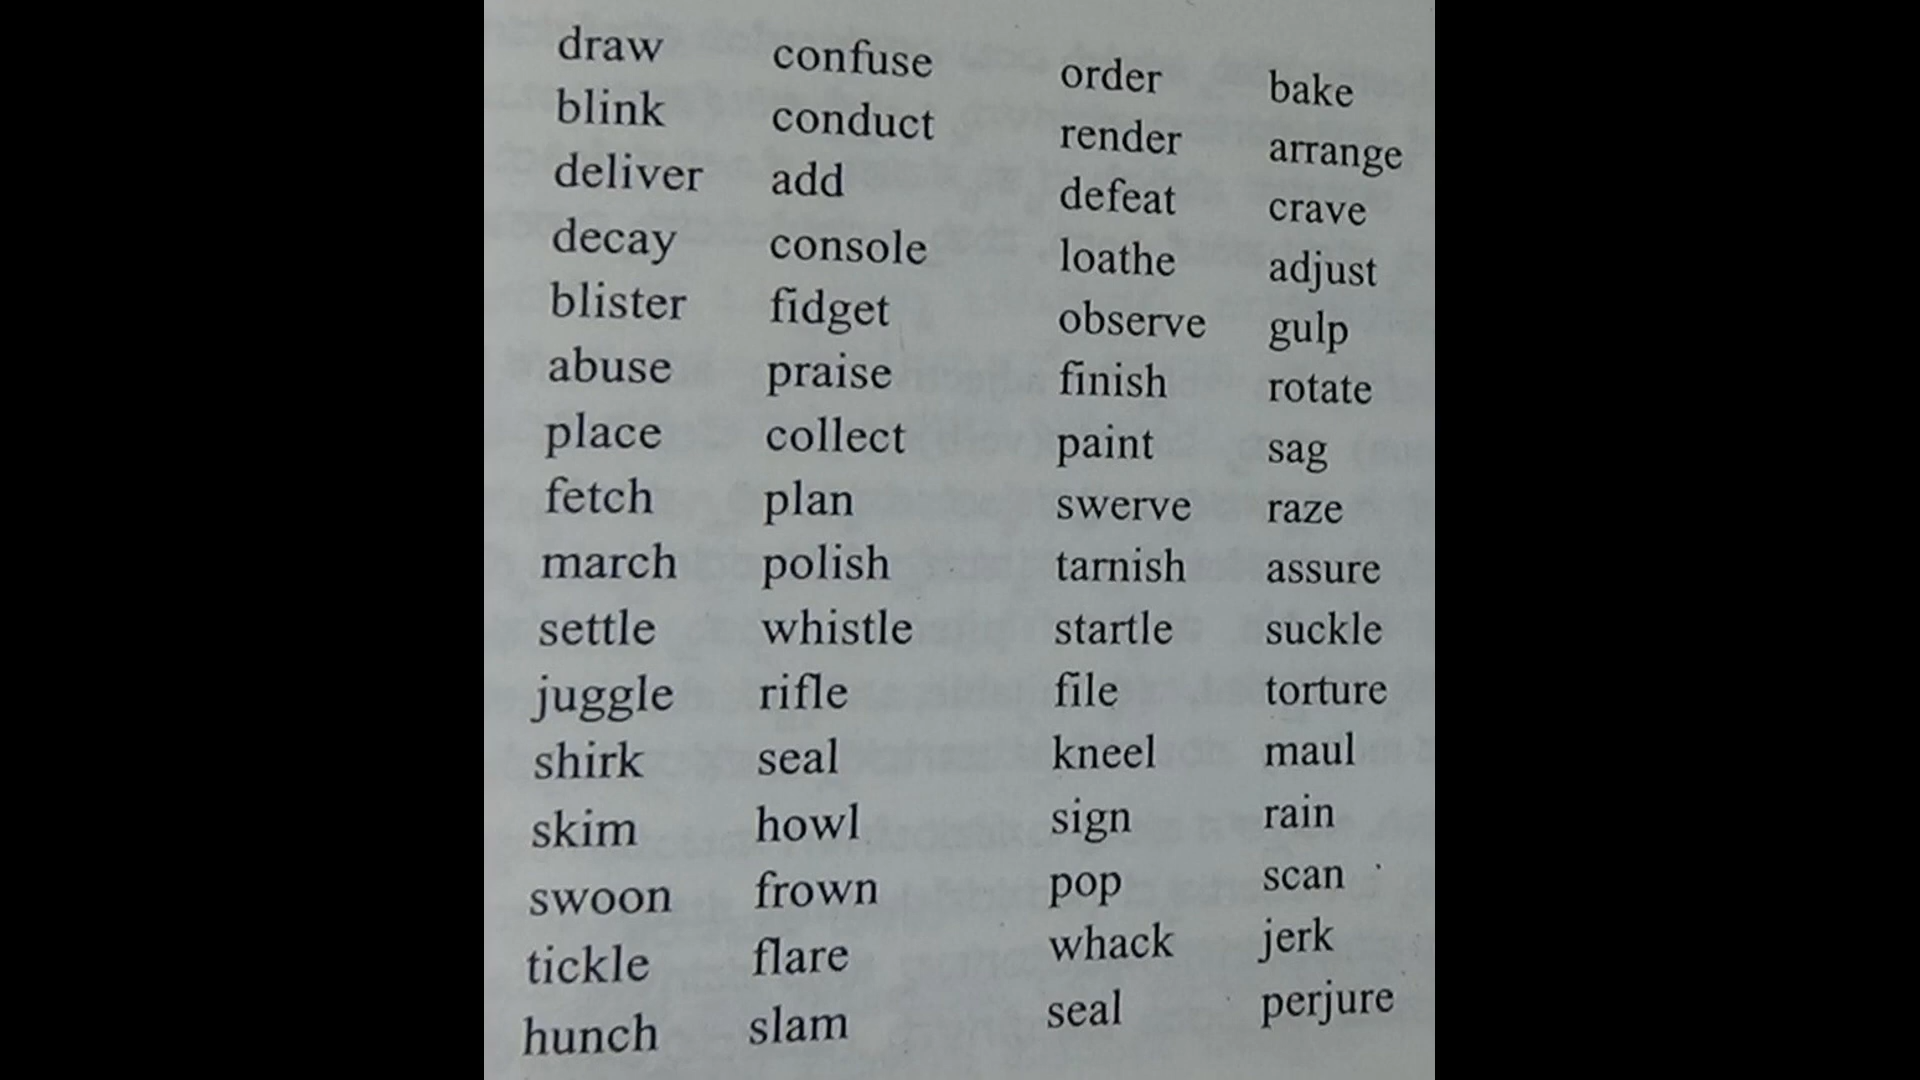 draw confuse order bake
blink conduct render arrange
deliver add defeat crave
decay console loathe adjust
blister fidget observe gulp
abuse praise finish rotate
place collect paint sag
fetch plan swerve raze
march polish tarnish assure
settle whistle startle suckle
juggle rifle file torture
shirk seal kneel maul
skim howl sign rain
swoon frown pop scan
tickle flare whack jerk
hunch slam seal perjure